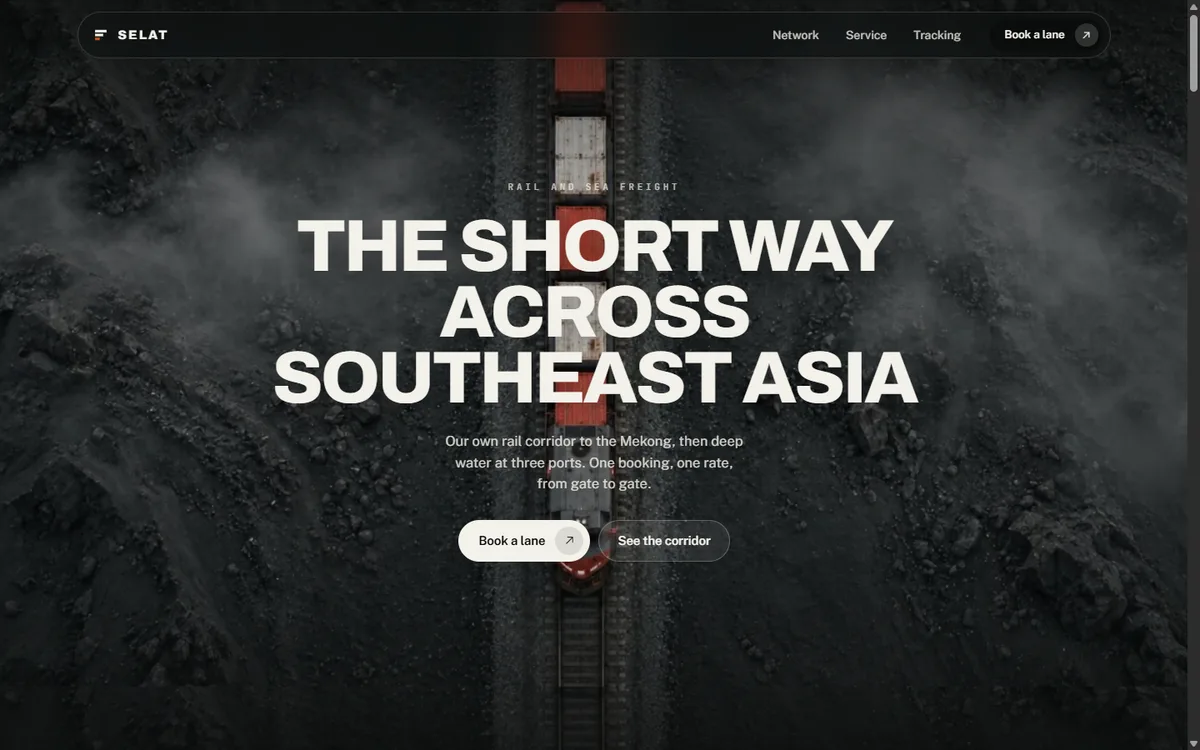 SELAT
Network
Service
Tracking
Book a lane
RAIL AND SEA FREIGHT
THE SHORT WAY
ACROSS
SOUTHEAST ASIA
Our own rail corridor to the Mekong, then deep
water at three ports. One booking, one rate,
from gate to gate.
Book a lane
See the corridor